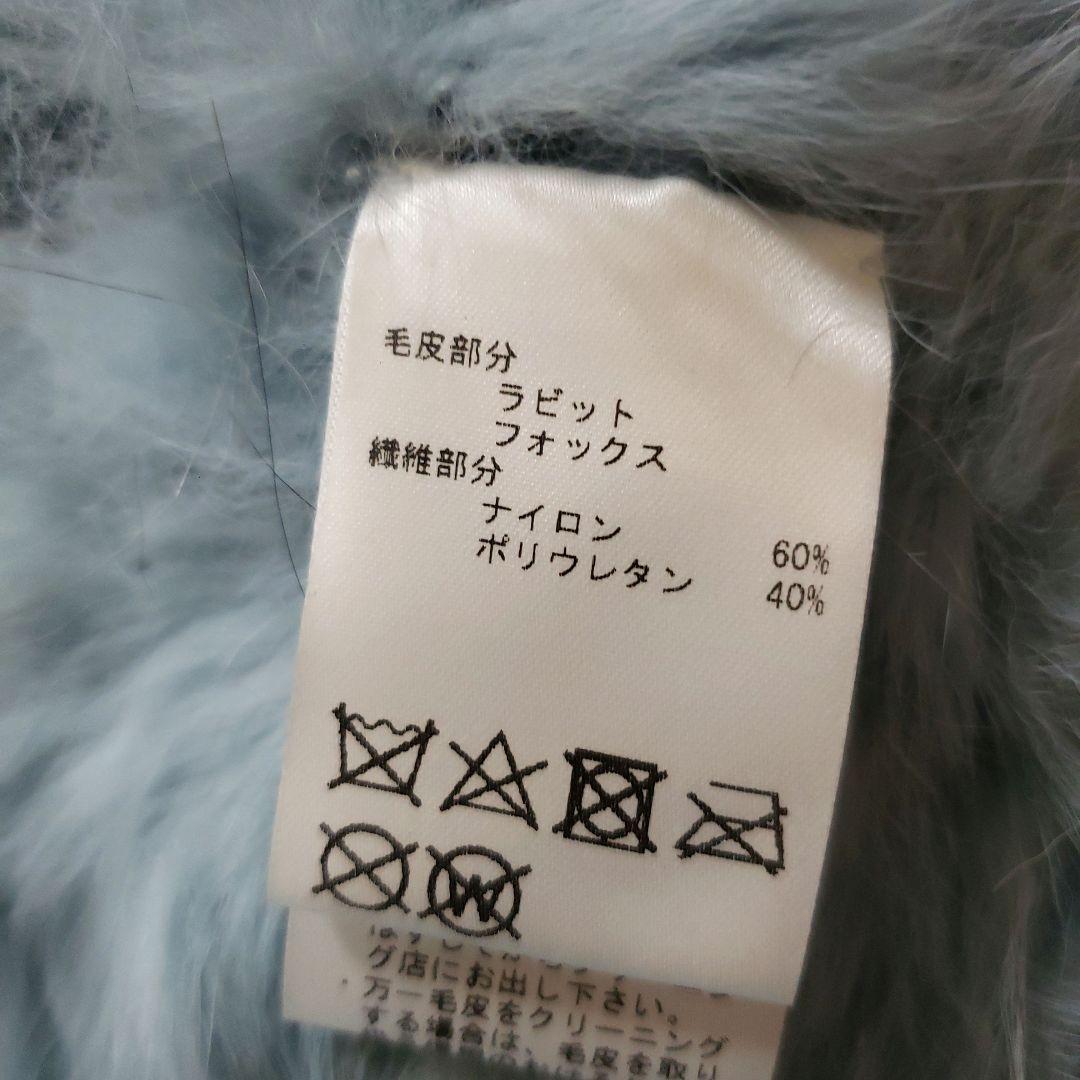 毛皮部分
ラビット
フォックス
繊維部分
ナイロン 60%
ポリウレタン 40%
W
グ店にお出し下さい。
万一毛皮をクリーニング
する場合は、毛皮を取り